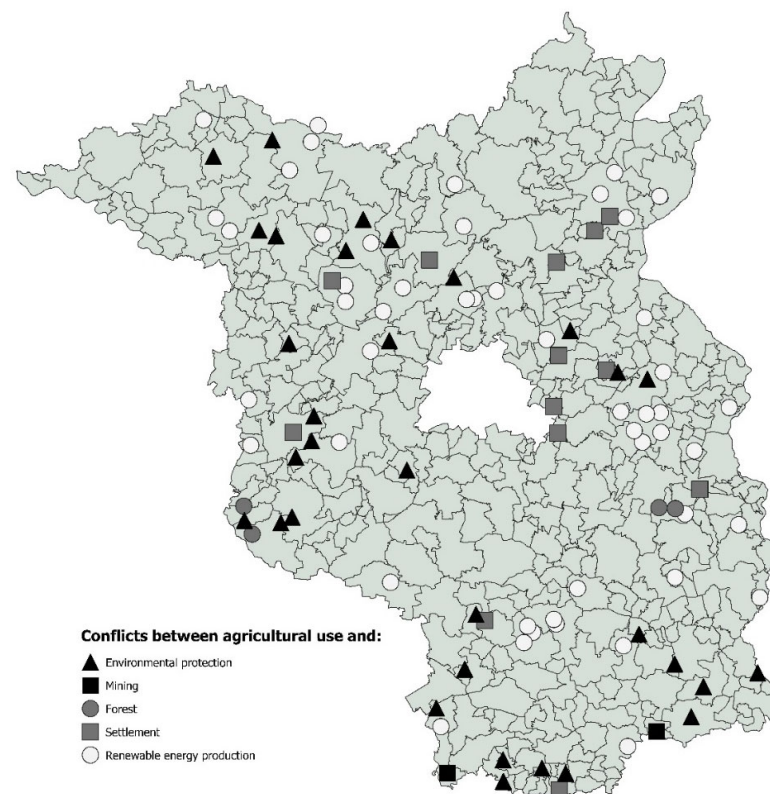 Conflicts between agricultural use and:
Environmental protection
Mining
Forest
Settlement
Renewable energy production